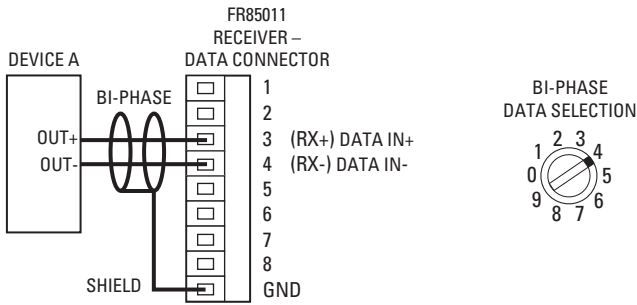 FR85011
RECEIVER –
DATA CONNECTOR
DEVICE A
BI-PHASE
OUT+
OUT-
SHIELD
1
2
3 (RX+) DATA IN+
4 (RX-) DATA IN-
5
6
7
8
GND
BI-PHASE
DATA SELECTION
0
1
2
3
4
5
6
7
8
9